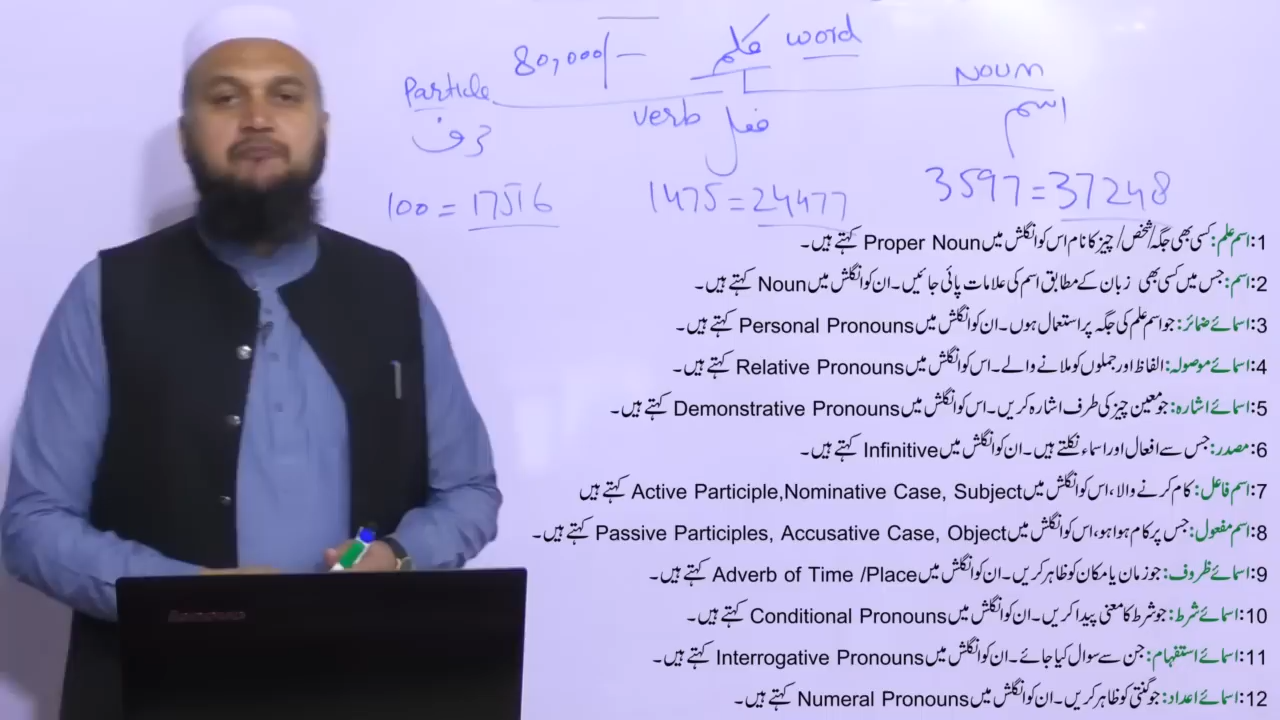 80,000/- کلمہ word
Particle verb فعل NOUN
حرف اسم
100 = 17516 1475 = 24477 3597 = 37248
1: اسم علم: کسی بھی جگہ/شخص/ چیز کا نام اس کو انگلش میں Proper Noun کہتے ہیں۔
2: اسم: جس میں کسی بھی زبان کے مطابق اسم کی علامات پائی جائیں۔ ان کو انگلش میں Noun کہتے ہیں۔
3: اسمائے ضمائر: جو اسم علم کی جگہ پر استعمال ہوں۔ ان کو انگلش میں Personal Pronouns کہتے ہیں۔
4: اسمائے موصولہ: الفاظ اور جملوں کو ملانے والے۔ اس کو انگلش میں Relative Pronouns کہتے ہیں۔
5: اسمائے اشارہ: جو معین چیز کی طرف اشارہ کریں۔ اس کو انگلش میں Demonstrative Pronouns کہتے ہیں۔
6: مصدر: جس سے افعال اور اسماء نکلتے ہیں۔ ان کو انگلش میں Infinitive کہتے ہیں۔
7: اسم فاعل: کام کرنے والا، اس کو انگلش میں Active Participle,Nominative Case, Subject کہتے ہیں
8: اسم مفعول: جس پر کام ہوا ہو، اس کو انگلش میں Passive Participles, Accusative Case, Object کہتے ہیں۔
9: اسمائے ظروف: جو زمان یا مکان کو ظاہر کریں۔ ان کو انگلش میں Adverb of Time /Place کہتے ہیں۔
10: اسمائے شرط: جو شرط کا معنی پیدا کریں۔ ان کو انگلش میں Conditional Pronouns کہتے ہیں۔
11: اسمائے استفہام: جن سے سوال کیا جائے۔ ان کو انگلش میں Interrogative Pronouns کہتے ہیں۔
12: اسمائے اعداد: جو گنتی کو ظاہر کریں۔ ان کو انگلش میں Numeral Pronouns کہتے ہیں۔